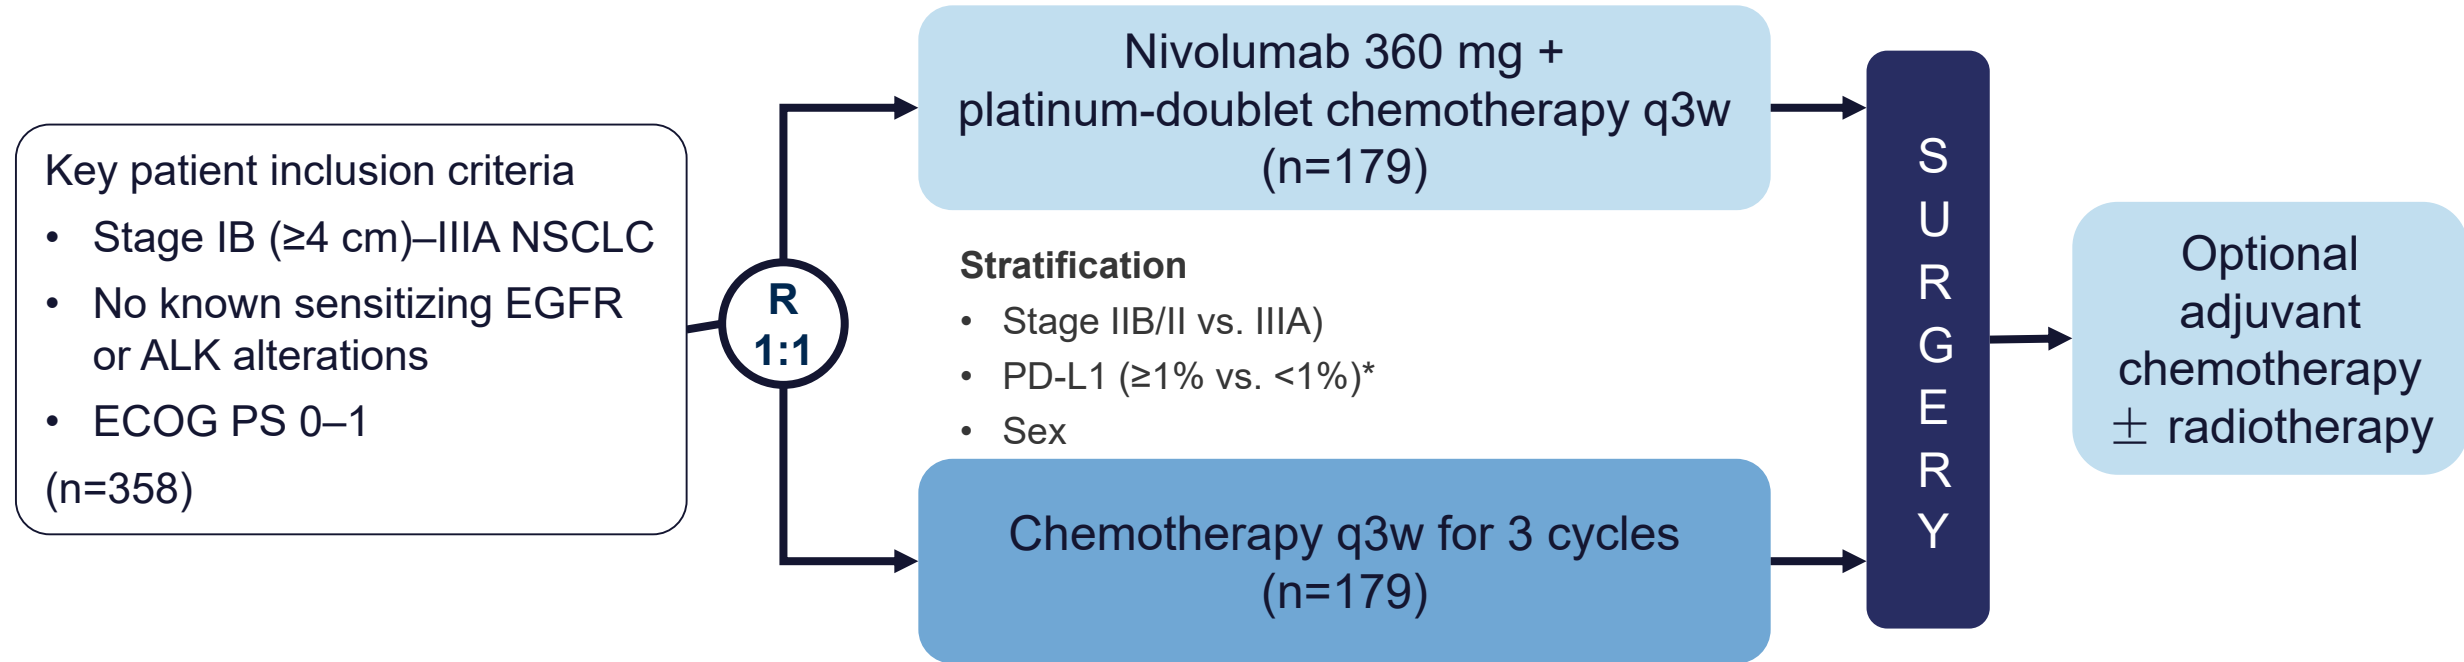 Key patient inclusion criteria
• Stage IB (≥4 cm)–IIIA NSCLC
• No known sensitizing EGFR
or ALK alterations
• ECOG PS 0–1
(n=358)
R
1:1
Nivolumab 360 mg +
platinum-doublet chemotherapy q3w
(n=179)
Stratification
• Stage IIB/II vs. IIIA)
• PD-L1 (≥1% vs. <1%)*
• Sex
Chemotherapy q3w for 3 cycles
(n=179)
S
U
R
G
E
R
Y
Optional
adjuvant
chemotherapy
± radiotherapy